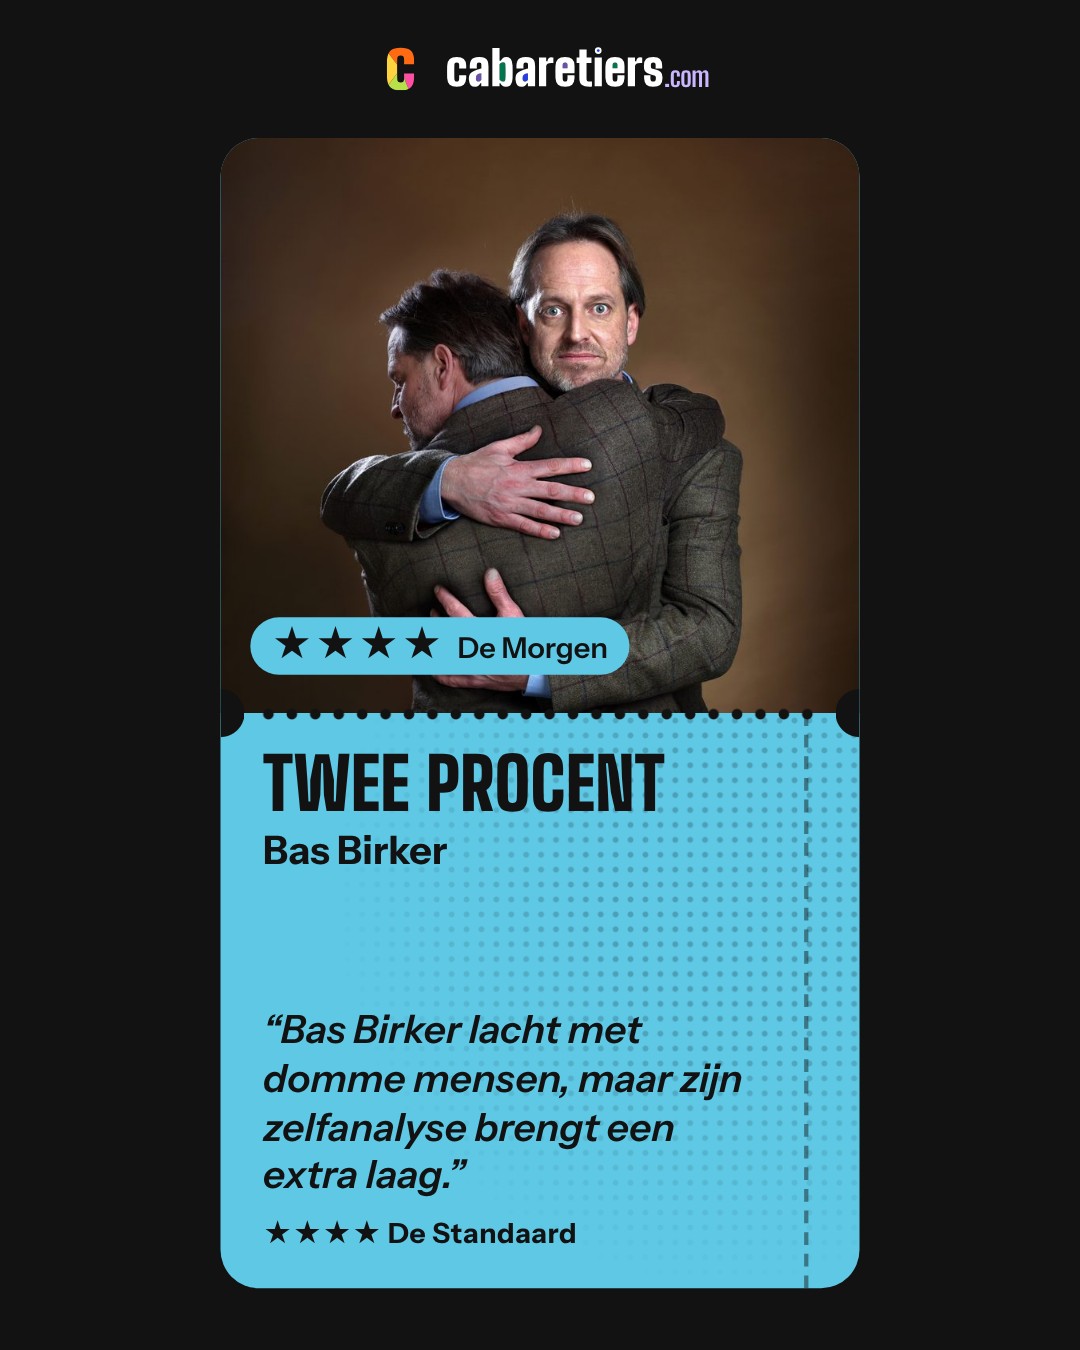 cabaretiers.com
★★★★ De Morgen
TWEE PROCENT
Bas Birker
“Bas Birker lacht met
domme mensen, maar zijn
zelfanalyse brengt een
extra laag.”
★★★★ De Standaard